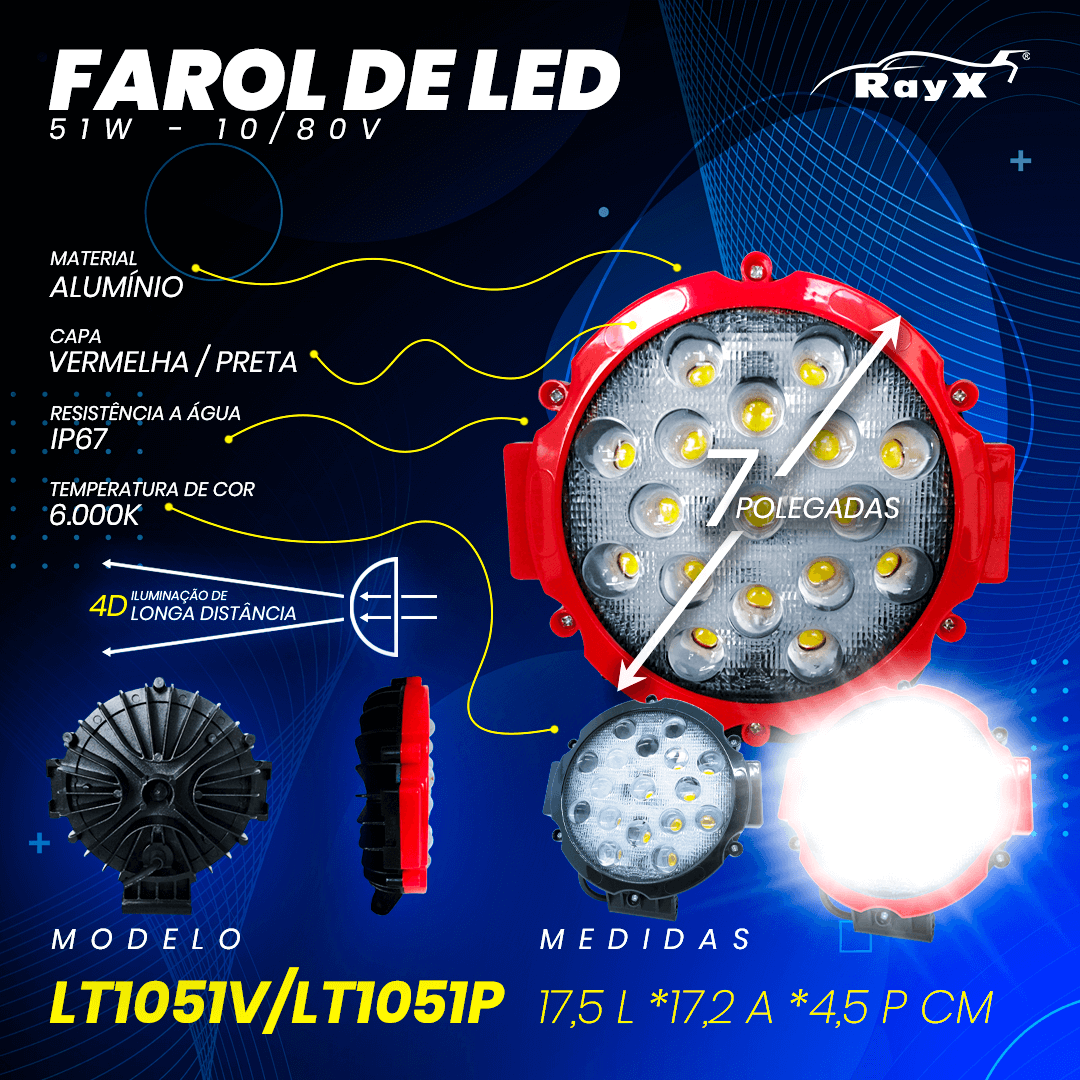 FAROL DE LED
51W - 10/80V
RayX®
MATERIAL
ALUMÍNIO
CAPA
VERMELHA / PRETA
RESISTÊNCIA A ÁGUA
IP67
TEMPERATURA DE COR
6.000K
4D ILUMINAÇÃO DE
LONGA DISTÂNCIA
7 POLEGADAS
MODELO
LT1051V/LT1051P
MEDIDAS
17,5 L *17,2 A *4,5 P CM